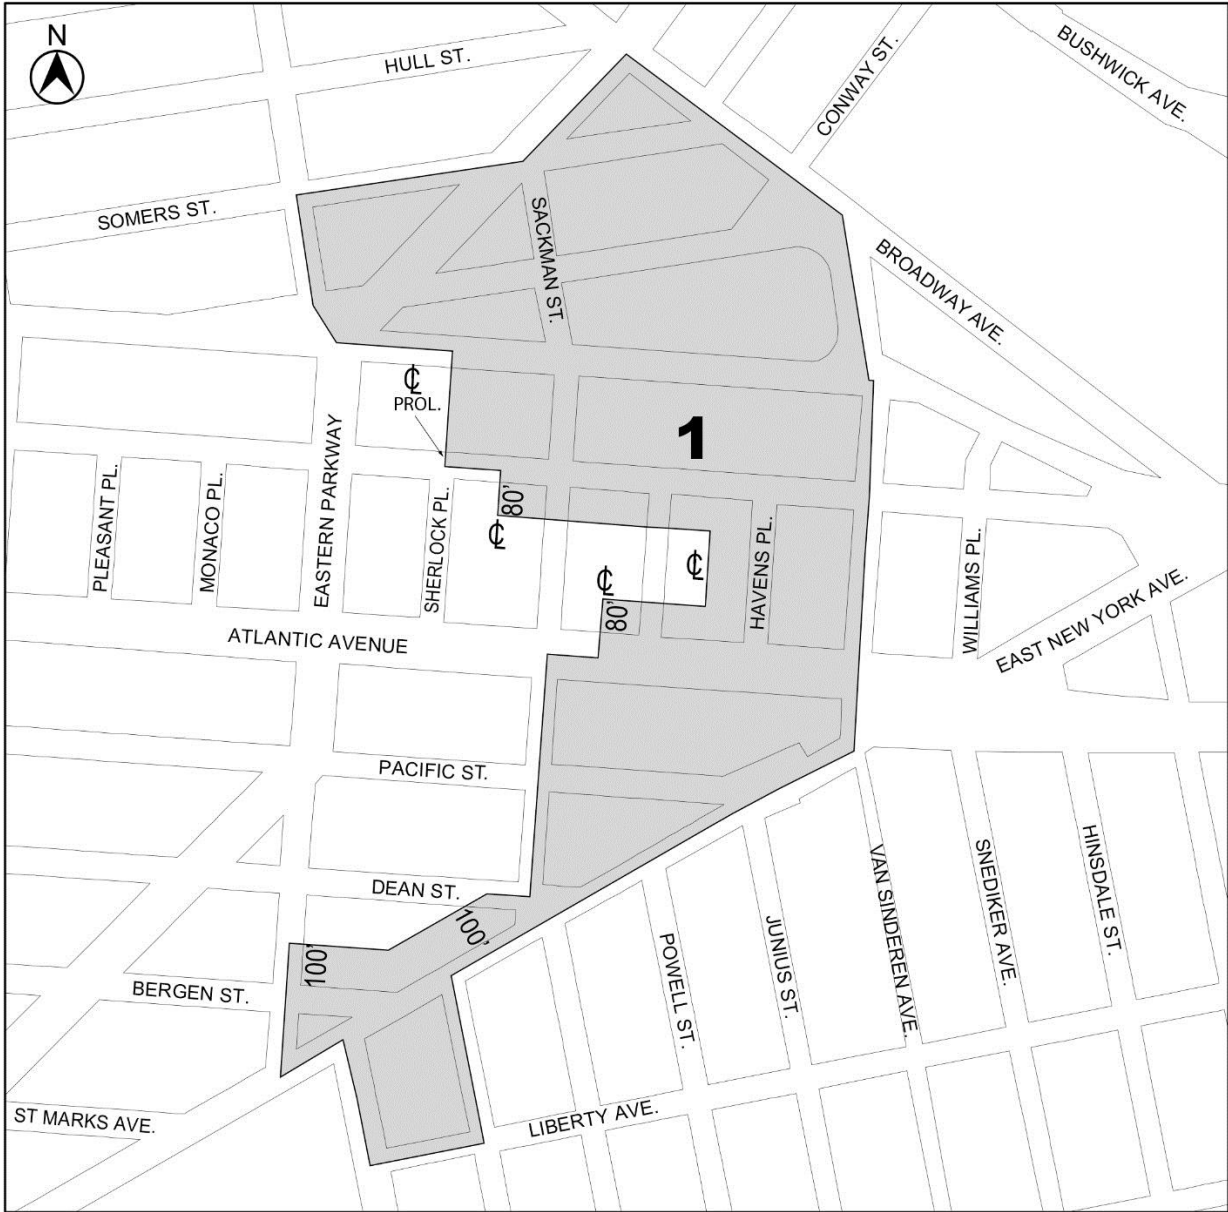 N
HULL ST.
CONWAY ST.
BUSHWICK AVE.
SOMERS ST.
SACKMAN ST.
BROADWAY AVE.
℄
PROL.
1
80'
℄
PLEASANT PL.
MONACO PL.
EASTERN PARKWAY
SHERLOCK PL.
℄
℄
80'
HAVENS PL.
WILLIAMS PL.
EAST NEW YORK AVE.
ATLANTIC AVENUE
PACIFIC ST.
DEAN ST.
100'
100'
BERGEN ST.
POWELL ST.
JUNIUS ST.
VAN SINDEREN AVE.
SNEDIKER AVE.
HINSDALE ST.
ST MARKS AVE.
LIBERTY AVE.